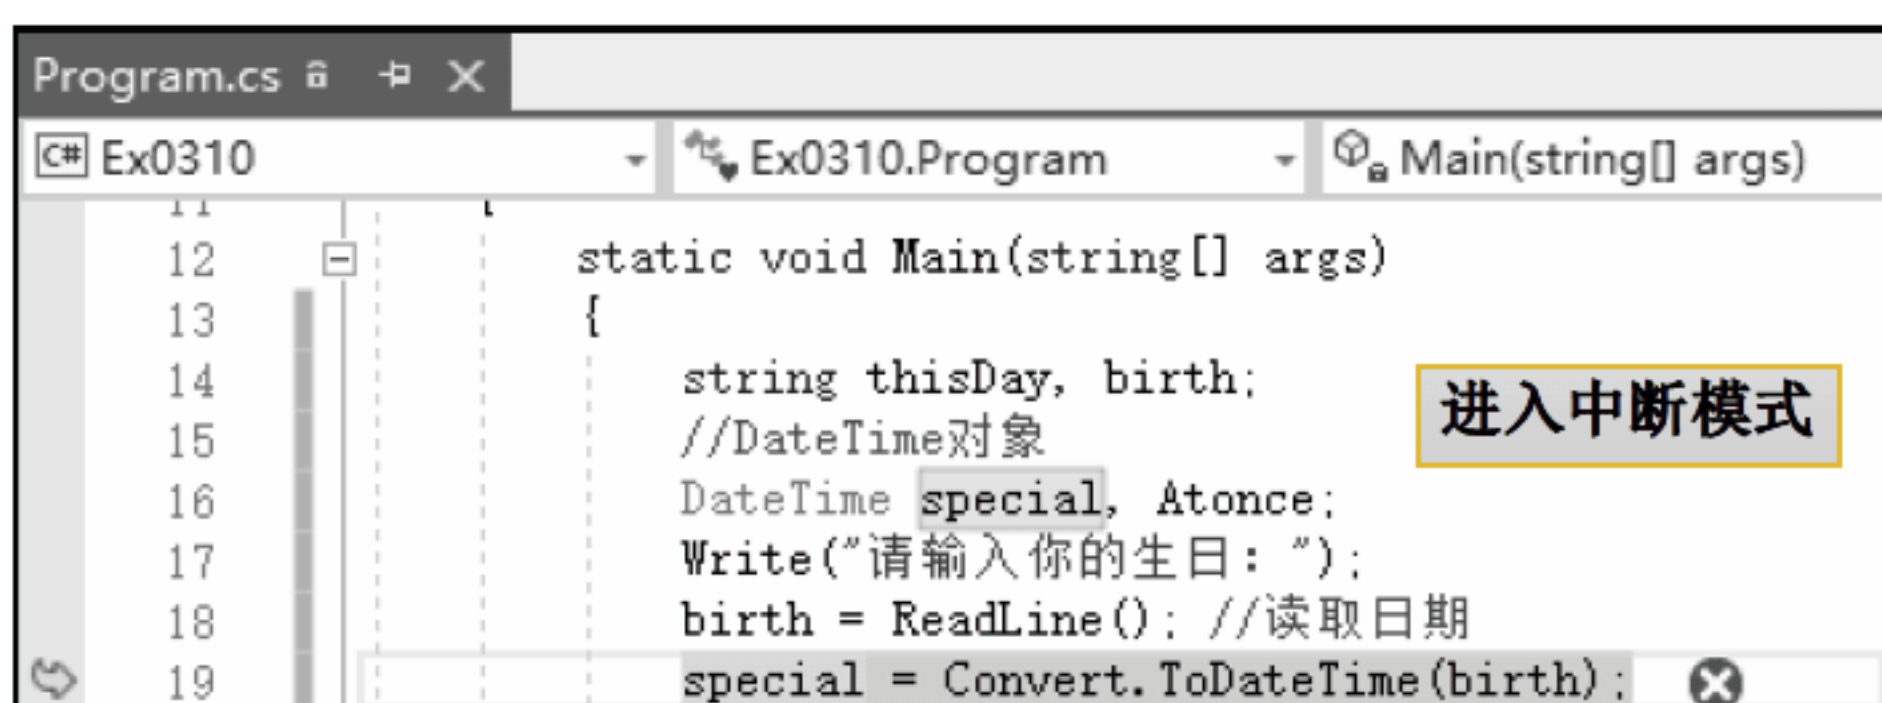 Program.cs
C# Ex0310 Ex0310.Program Main(string[] args)
11 {
12 static void Main(string[] args)
13 {
14 string thisDay, birth;
15 //DateTime对象
进入中断模式
16 DateTime special, Atonce;
17 Write("请输入你的生日: ");
18 birth = ReadLine(); //读取日期
19 special = Convert.ToDateTime(birth);